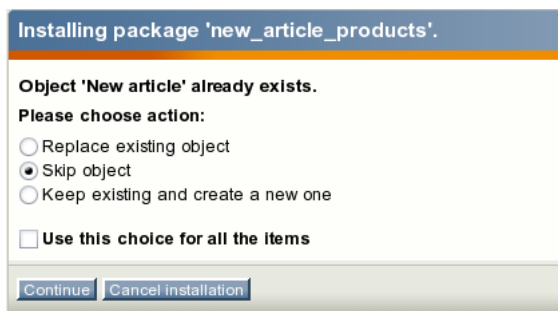 Installing package 'new_article_products'.
Object 'New article' already exists.
Please choose action:
Replace existing object
Skip object
Keep existing and create a new one
Use this choice for all the items
Continue Cancel installation